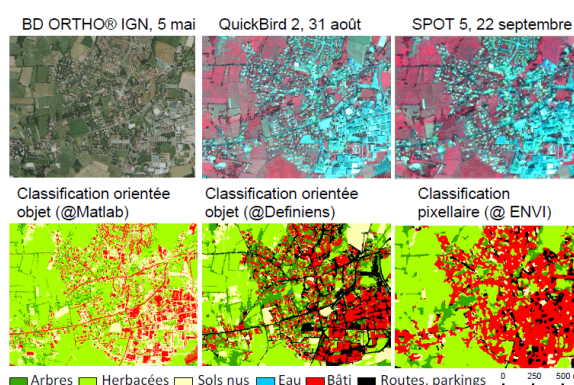 BD ORTHO® IGN, 5 mai
QuickBird 2, 31 août
SPOT 5, 22 septembre
Classification orientée
objet (@Matlab)
Classification orientée
objet (@Definiens)
Classification
pixellaire (@ ENVI)
Arbres Herbacées Sols nus Eau Bâti Routes, parkings
0 250 500